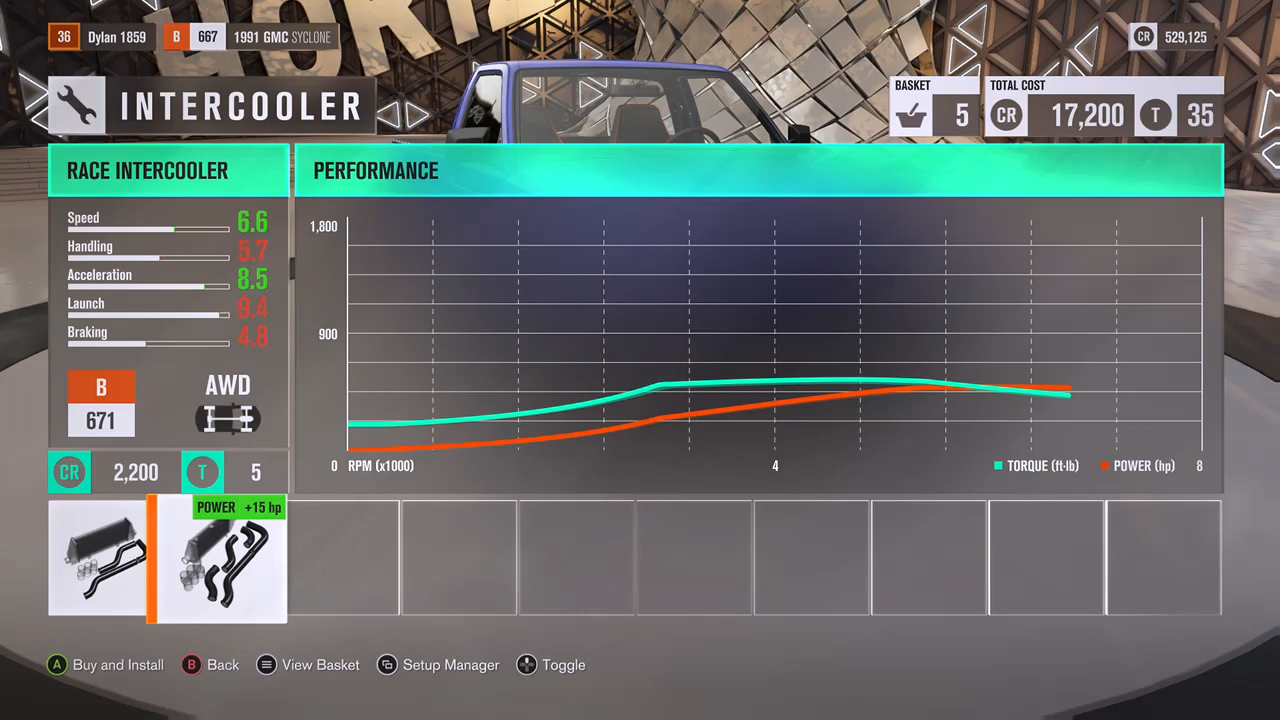 HORI
36 Dylan 1859 B 667 1991 GMC SYCLONE
CR 529,125
INTERCOOLER
BASKET
5
TOTAL COST
CR 17,200 T 35
RACE INTERCOOLER
PERFORMANCE
Speed 6.6
Handling 5.7
Acceleration 8.5
Launch 9.4
Braking 4.8
B
671
AWD
CR 2,200 T 5
1,800
900
0 RPM (x1000) 4 TORQUE (ft-lb) POWER (hp) 8
POWER +15 hp
A Buy and Install B Back View Basket Setup Manager Toggle